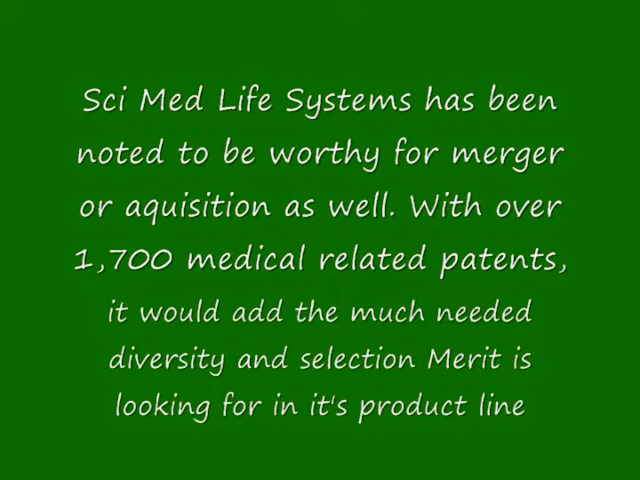 Sci Med Life Systems has been
noted to be worthy for merger
or aquisition as well. With over
1,700 medical related patents,
it would add the much needed
diversity and selection Merit is
looking for in it's product line